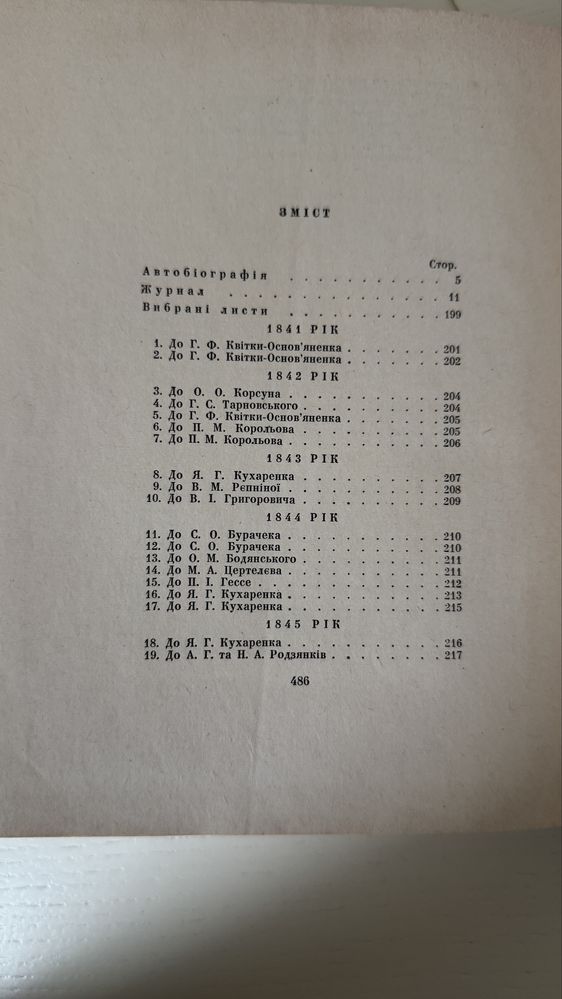 ЗМІСТ
Стор.
Автобіографія . . . . . . . . . . . 5
Журнал . . . . . . . . . . . . . . 11
Вибрані листи . . . . . . . . . . . 199
1841 РІК
1. До Г. Ф. Квітки-Основ'яненка . . . . . . . 201
2. До Г. Ф. Квітки-Основ'яненка . . . . . . . 202
1842 РІК
3. До О. О. Корсуна . . . . . . . . . . . 204
4. До Г. С. Тарновського . . . . . . . . . . 204
5. До Г. Ф. Квітки-Основ'яненка . . . . . . . 205
6. До П. М. Корольова . . . . . . . . . . 205
7. До П. М. Корольова . . . . . . . . . . . 206
1843 РІК
8. До Я. Г. Кухаренка . . . . . . . . . . 207
9. До В. М. Рєпніної . . . . . . . . . . . 208
10. До В. І. Григоровича . . . . . . . . . . 209
1844 РІК
11. До С. О. Бурачека . . . . . . . . . . . 210
12. До С. О. Бурачека . . . . . . . . . . . 210
13. До О. М. Бодянського . . . . . . . . . . 211
14. До М. А. Цертелєва . . . . . . . . . . . 211
15. До П. І. Гессе . . . . . . . . . . . . . 212
16. До Я. Г. Кухаренка . . . . . . . . . . . 213
17. До Я. Г. Кухаренка . . . . . . . . . . . 215
1845 РІК
18. До Я. Г. Кухаренка . . . . . . . . . . . 216
19. До А. Г. та Н. А. Родзянків . . . . . . . . 217
486